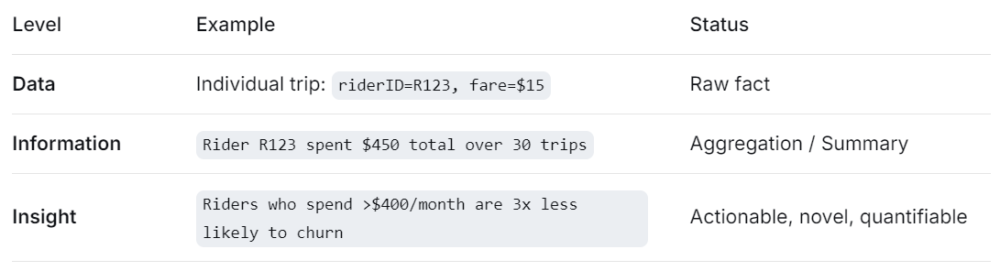 Level Example Status
Data Individual trip: riderID=R123, fare=$15 Raw fact
Information Rider R123 spent $450 total over 30 trips Aggregation / Summary
Insight Riders who spend >$400/month are 3x less likely to churn Actionable, novel, quantifiable